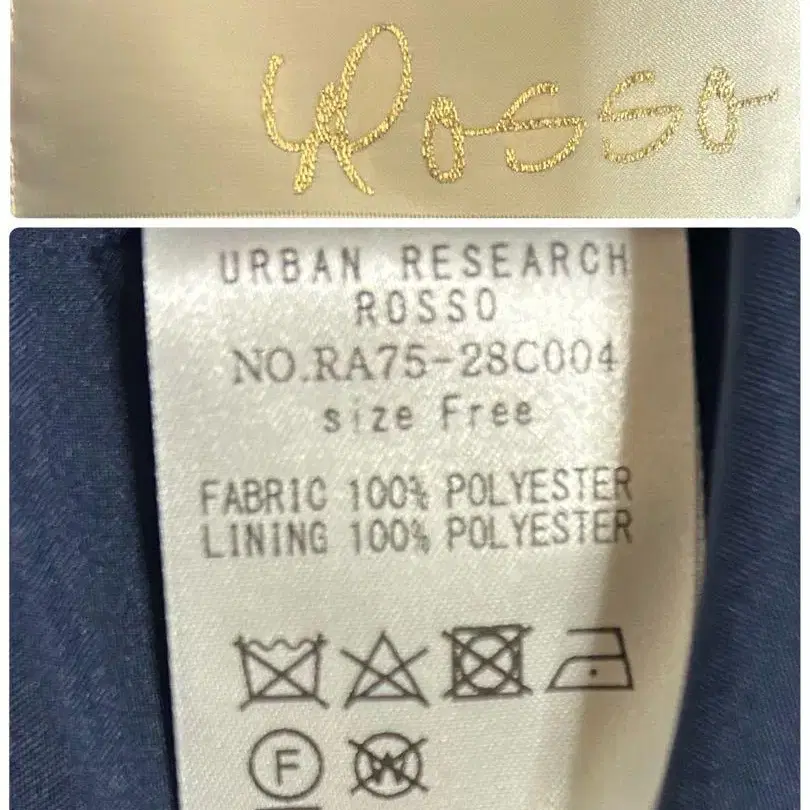 Rosso
URBAN RESEARCH
ROSSO
NO.RA75-28C004
size Free
FABRIC 100% POLYESTER
LINING 100% POLYESTER
F
W